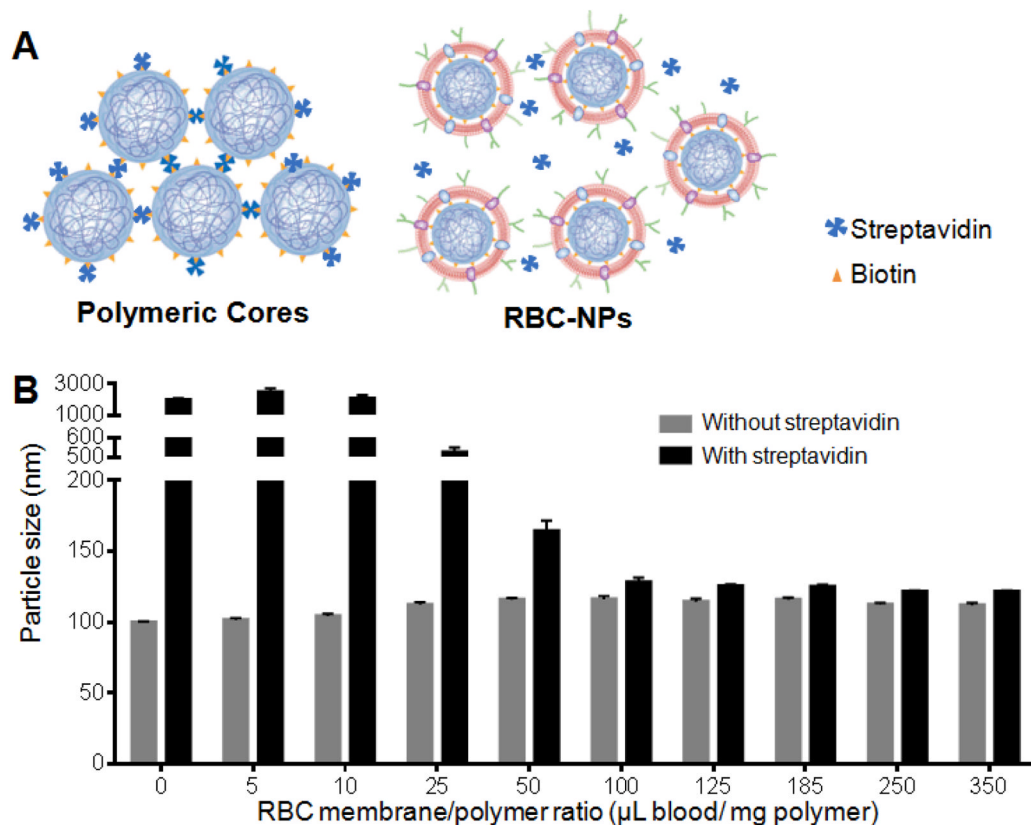 A
Streptavidin
Biotin
Polymeric Cores
RBC-NPs
B
3000
1000
600
500
200
150
100
50
0
Particle size (nm)
Without streptavidin
With streptavidin
0 5 10 25 50 100 125 185 250 350
RBC membrane/polymer ratio (µL blood/ mg polymer)